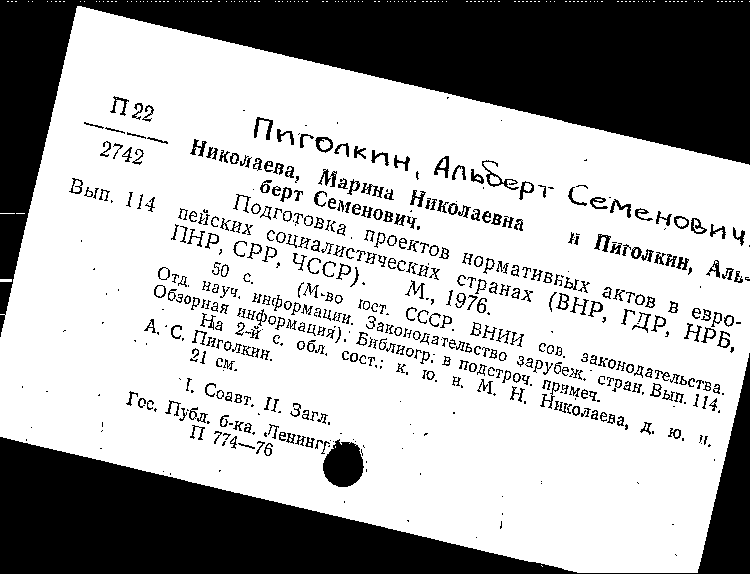 Пиголкин, Альберт Семенович.
П 22
2742
Вып. 114
Николаева, Марина Николаевна и Пиголкин, Аль-
берт Семенович.
Подготовка проектов нормативных актов в евро-
пейских социалистических странах (ВНР, ГДР, НРБ,
ПНР, СРР, ЧССР). М., 1976.
50 с. (М-во юст. СССР. ВНИИ сов. законодательства.
Отд. науч. информации. Законодательство зарубеж. стран. Вып. 114.
Обзорная информация). Библиогр: в подстроч. примеч.
На 2-й с. обл. сост.: к. ю. н. М. Н. Николаева, д. ю. н.
А. С. Пиголкин.
21 см.
I. Соавт. II. Загл.
Гос. Публ. б-ка. Ленингр
П 774—76